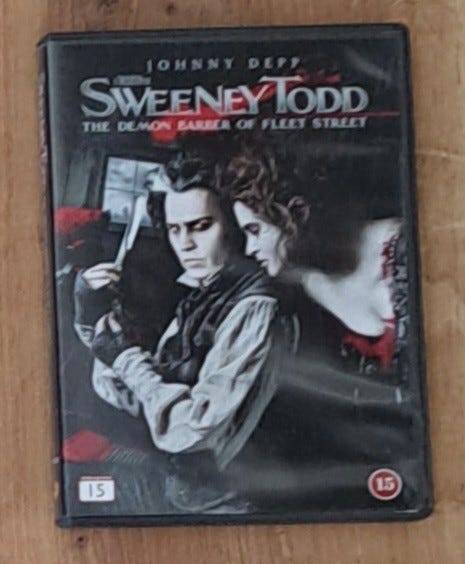 JOHNNY DEPP
SWEENEY TODD
THE DEMON BARBER OF FLEET STREET
15
15